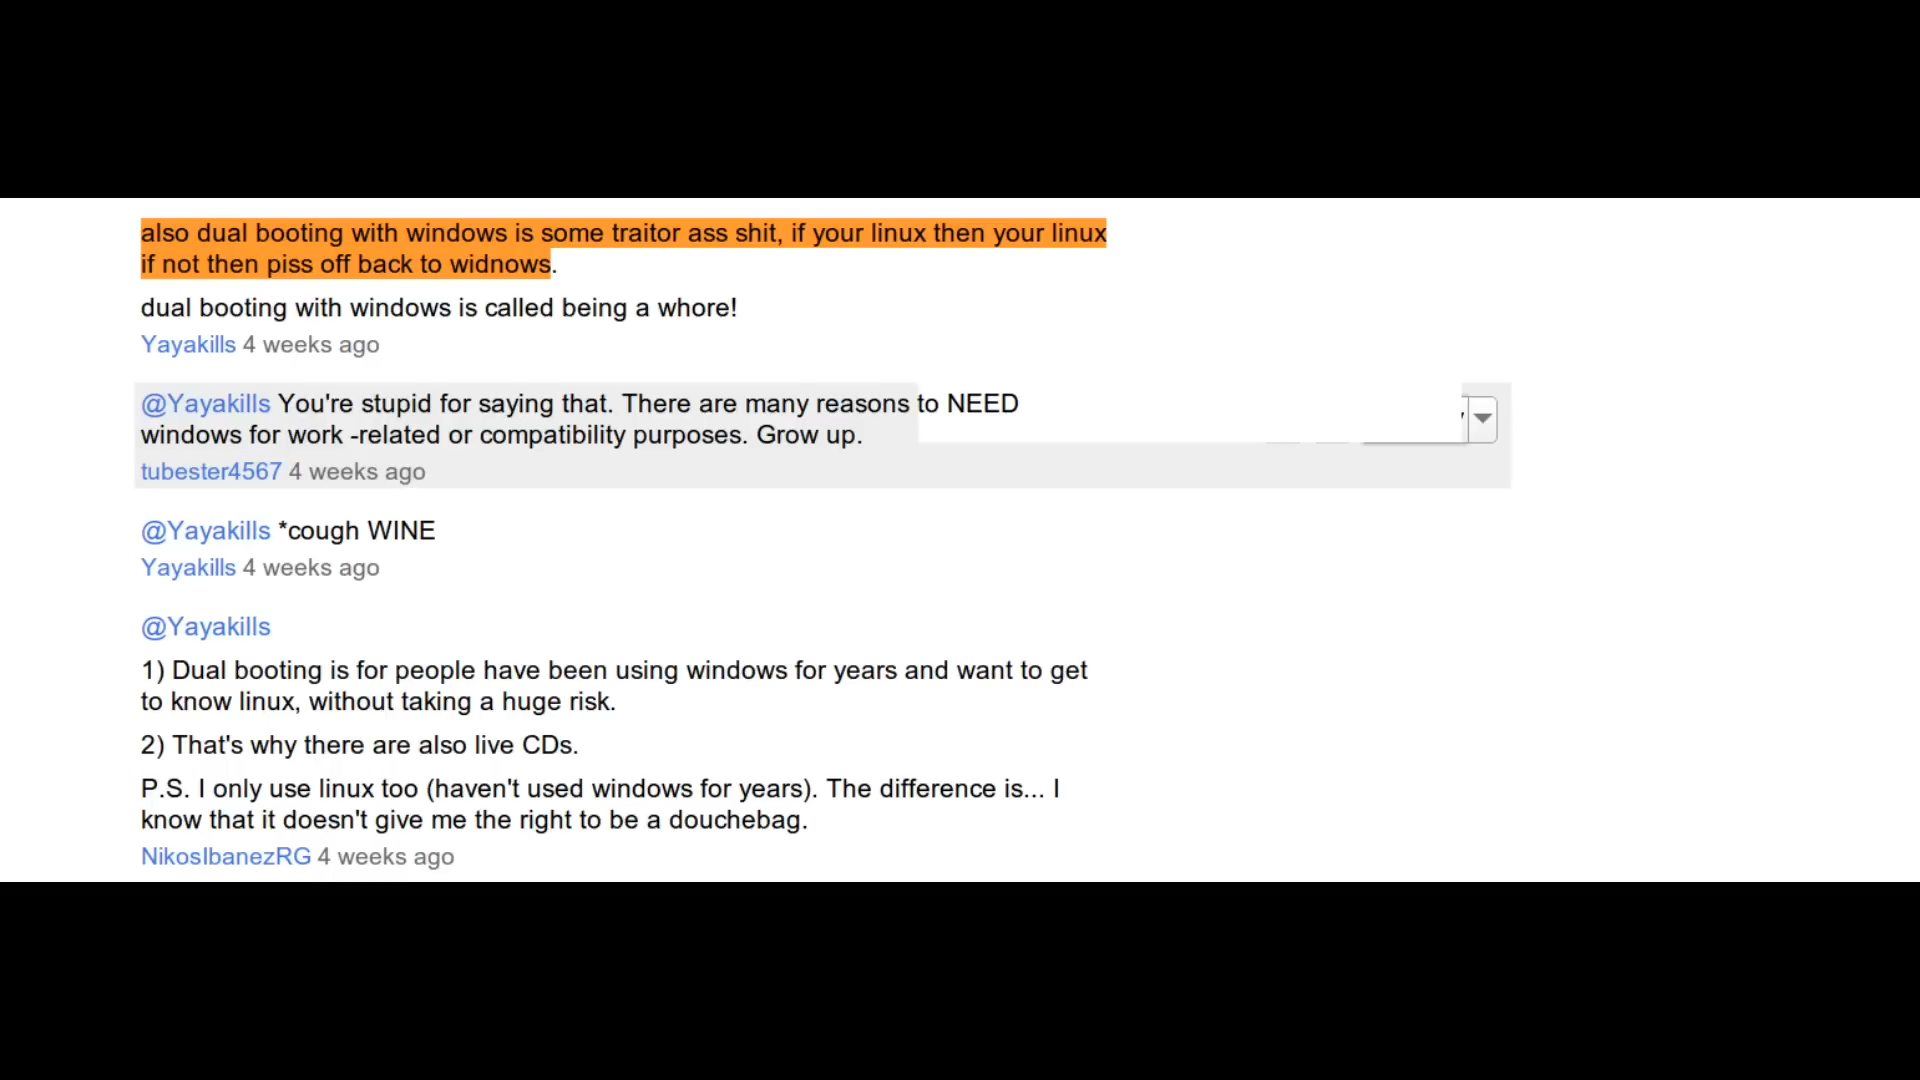 also dual booting with windows is some traitor ass shit, if your linux then your linux
if not then piss off back to widnows.
dual booting with windows is called being a whore!
Yayakills 4 weeks ago
@Yayakills You're stupid for saying that. There are many reasons to NEED
windows for work -related or compatibility purposes. Grow up.
tubester4567 4 weeks ago
@Yayakills *cough WINE
Yayakills 4 weeks ago
@Yayakills
1) Dual booting is for people have been using windows for years and want to get
to know linux, without taking a huge risk.
2) That's why there are also live CDs.
P.S. I only use linux too (haven't used windows for years). The difference is... I
know that it doesn't give me the right to be a douchebag.
NikosIbanezRG 4 weeks ago